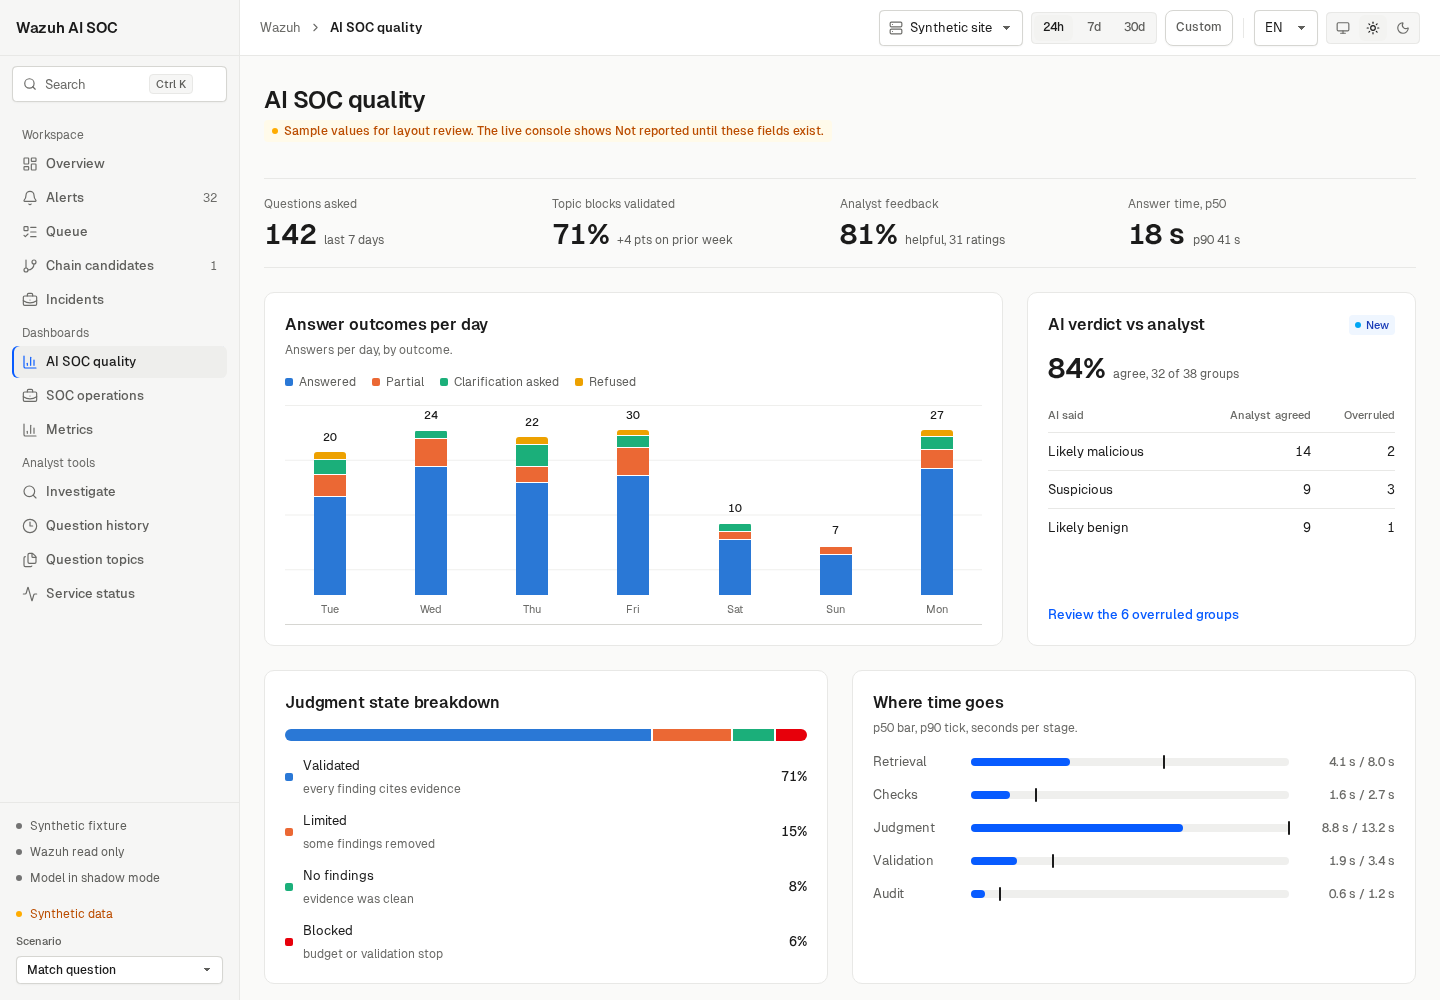 Wazuh AI SOC
Search
Ctrl K
Workspace
Overview
Alerts 32
Queue
Chain candidates 1
Incidents
Dashboards
AI SOC quality
SOC operations
Metrics
Analyst tools
Investigate
Question history
Question topics
Service status
Synthetic fixture
Wazuh read only
Model in shadow mode
Synthetic data
Scenario
Match question
Wazuh > AI SOC quality
Synthetic site
24h 7d 30d
Custom
EN
AI SOC quality
Sample values for layout review. The live console shows Not reported until these fields exist.
Questions asked
142 last 7 days
Topic blocks validated
71% +4 pts on prior week
Analyst feedback
81% helpful, 31 ratings
Answer time, p50
18 s p90 41 s
Answer outcomes per day
Answers per day, by outcome.
Answered Partial Clarification asked Refused
20 24 22 30 10 7 27
Tue Wed Thu Fri Sat Sun Mon
AI verdict vs analyst
New
84% agree, 32 of 38 groups
AI said Analyst agreed Overruled
Likely malicious 14 2
Suspicious 9 3
Likely benign 9 1
Review the 6 overruled groups
Judgment state breakdown
Validated
every finding cites evidence
71%
Limited
some findings removed
15%
No findings
evidence was clean
8%
Blocked
budget or validation stop
6%
Where time goes
p50 bar, p90 tick, seconds per stage.
Retrieval 4.1 s / 8.0 s
Checks 1.6 s / 2.7 s
Judgment 8.8 s / 13.2 s
Validation 1.9 s / 3.4 s
Audit 0.6 s / 1.2 s